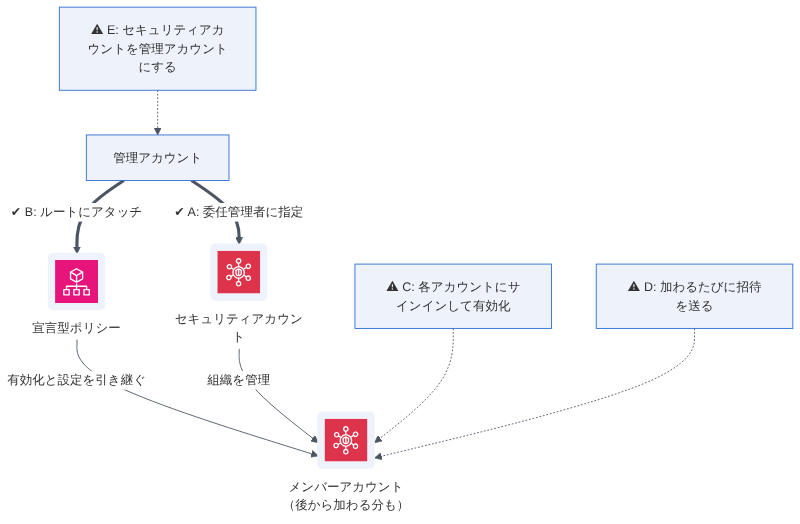 ⚠ E: セキュリティアカ
ウントを管理アカウント
にする
管理アカウント
✔ B: ルートにアタッチ
✔ A: 委任管理者に指定
⚠ C: 各アカウントにサ
インインして有効化
⚠ D: 加わるたびに招待
を送る
宣言型ポリシー
セキュリティアカウン
ト
有効化と設定を引き継ぐ
組織を管理
メンバーアカウント
（後から加わる分も）